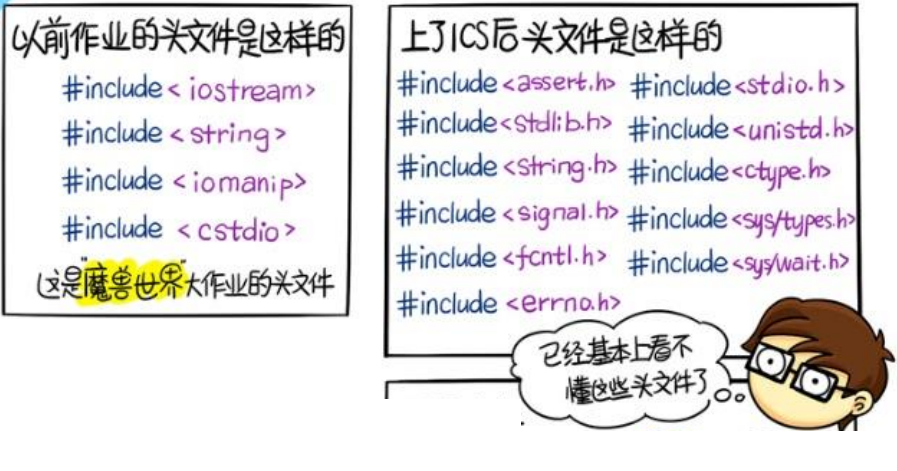 以前作业的头文件是这样的
#include < iostream>
#include < string>
#include < iomanip>
#include < cstdio>
这是"魔兽世界"大作业的头文件
上了ICS后头文件是这样的
#include <assert.h> #include <stdio.h>
#include <stdlib.h> #include <unistd.h>
#include <string.h> #include <ctype.h>
#include <signal.h> #include <sys/types.h>
#include <fcntl.h> #include <sys/wait.h>
#include <errno.h>
已经基本上看不
懂这些头文件了